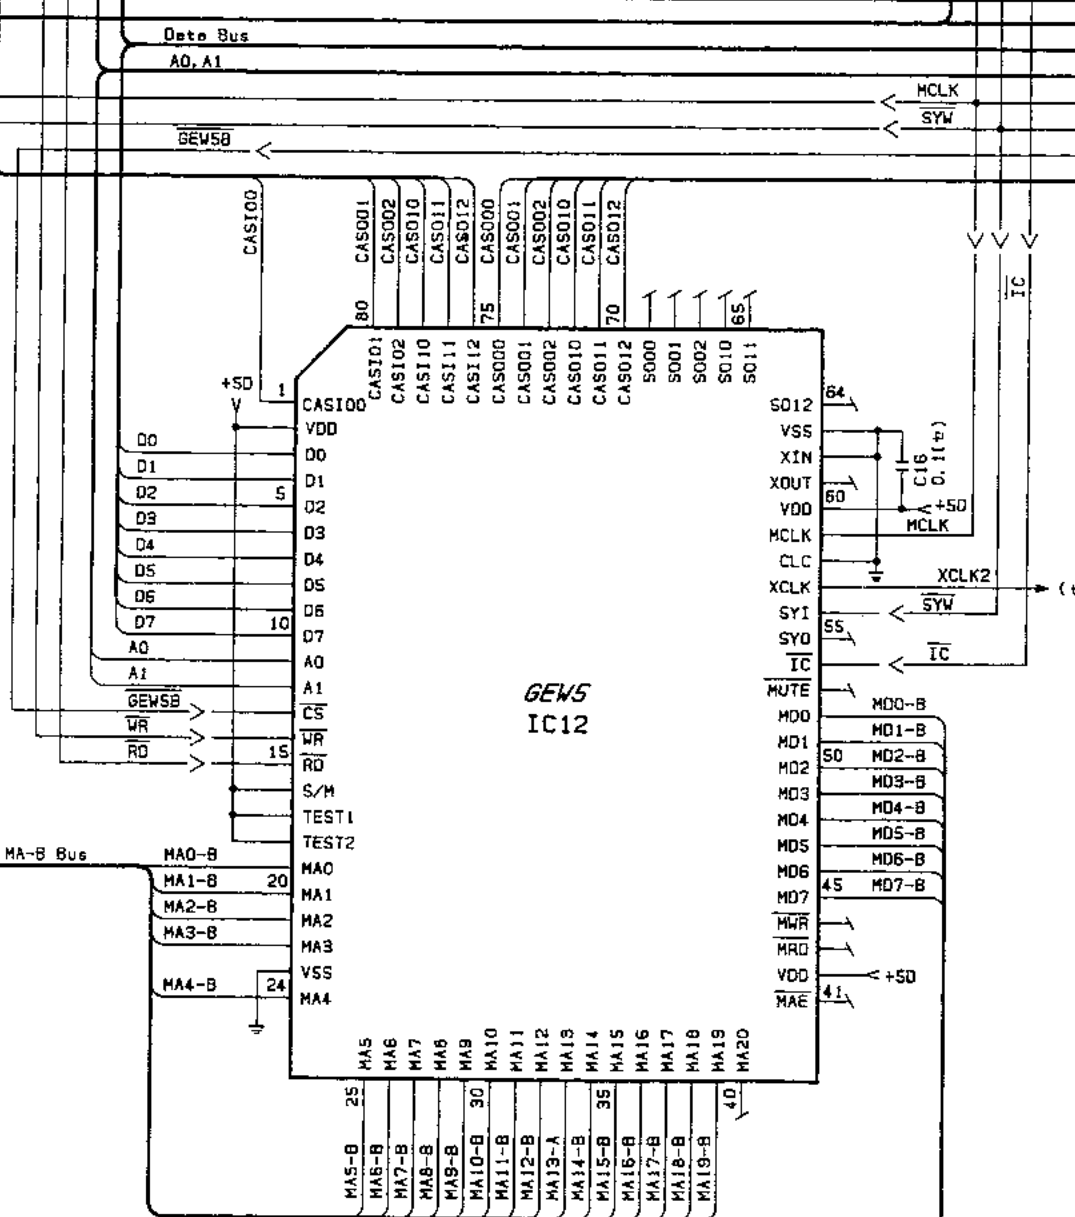 Data Bus
A0, A1
MCLK
SYW
GEWSB
CASI00
CASO01
CASO02
CASO10
CASO11
CASO12
CASO00
CASO01
CASO02
CASO10
CASO11
CASO12
IC
80
75
70
65
CASI01
CASI02
CASI10
CASI11
CASI12
CASO00
CASO01
CASO02
CASO10
CASO11
CASO12
SO00
SO01
SO02
SO10
SO11
+5D
1
CASI00
VDD
D0
D0
D1
D1
D2
5
D2
D3
D3
D4
D4
D5
D5
D6
D6
D7
10
D7
A0
A0
A1
A1
GEWSB
CS
WR
WR
RD
15
RD
S/M
TEST1
TEST2
MA-B Bus
MA0-B
MA0
MA1-B
20
MA1
MA2-B
MA2
MA3-B
MA3
VSS
MA4-B
24
MA4
GEW5
IC12
SO12
64
VSS
XIN
C16
0.1(セ)
XOUT
60
VDD
+5D
MCLK
MCLK
CLC
XCLK
XCLK2
SYI
SYW
SYO
55
IC
IC
MUTE
MD0
MD0-B
MD1
MD1-B
MD2
50
MD2-B
MD3
MD3-B
MD4
MD4-B
MD5
MD5-B
MD6
MD6-B
MD7
45
MD7-B
MWR
MRD
VDD
+5D
MAE
41
MA5
MA6
MA7
MA8
MA9
MA10
MA11
MA12
MA13
MA14
MA15
MA16
MA17
MA18
MA19
MA20
25
30
35
40
MA5-B
MA6-B
MA7-B
MA8-B
MA9-B
MA10-B
MA11-B
MA12-B
MA13-A
MA14-B
MA15-B
MA16-B
MA17-B
MA18-B
MA19-B